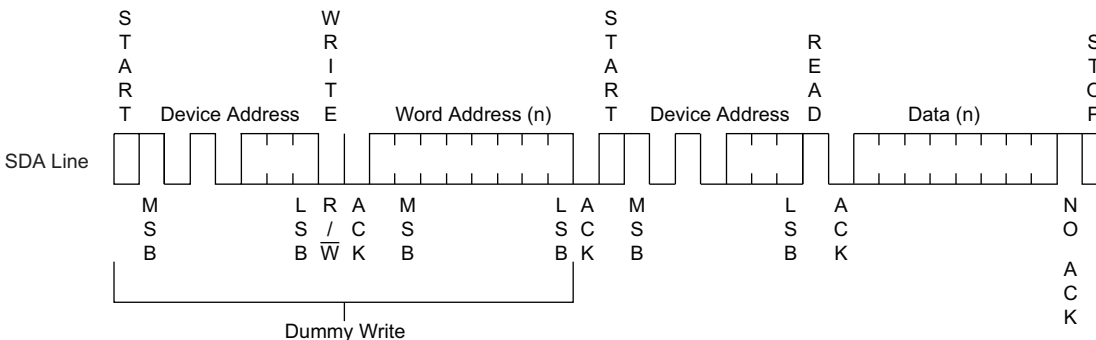 START
WRITE
START
READ
STOP
Device Address
Word Address (n)
Device Address
Data (n)
SDA Line
MSB
LSB
R/W
ACK
MSB
LSB
ACK
MSB
LSB
ACK
NO ACK
Dummy Write